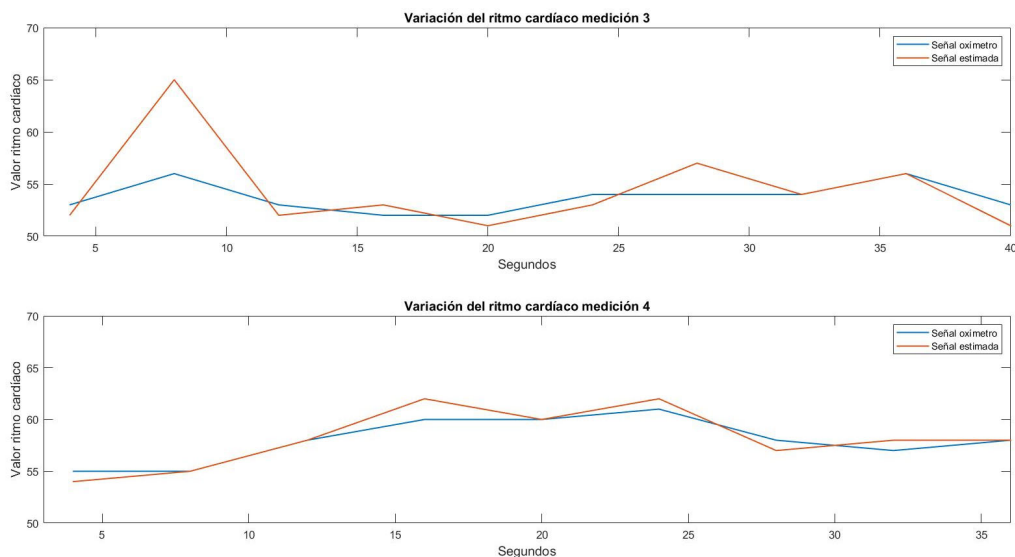 Variación del ritmo cardíaco medición 3
70
65
60
55
50
Valor ritmo cardíaco
Señal oxímetro
Señal estimada
5 10 15 20 25 30 35 40
Segundos
Variación del ritmo cardíaco medición 4
70
65
60
55
50
Valor ritmo cardíaco
Señal oxímetro
Señal estimada
5 10 15 20 25 30 35
Segundos